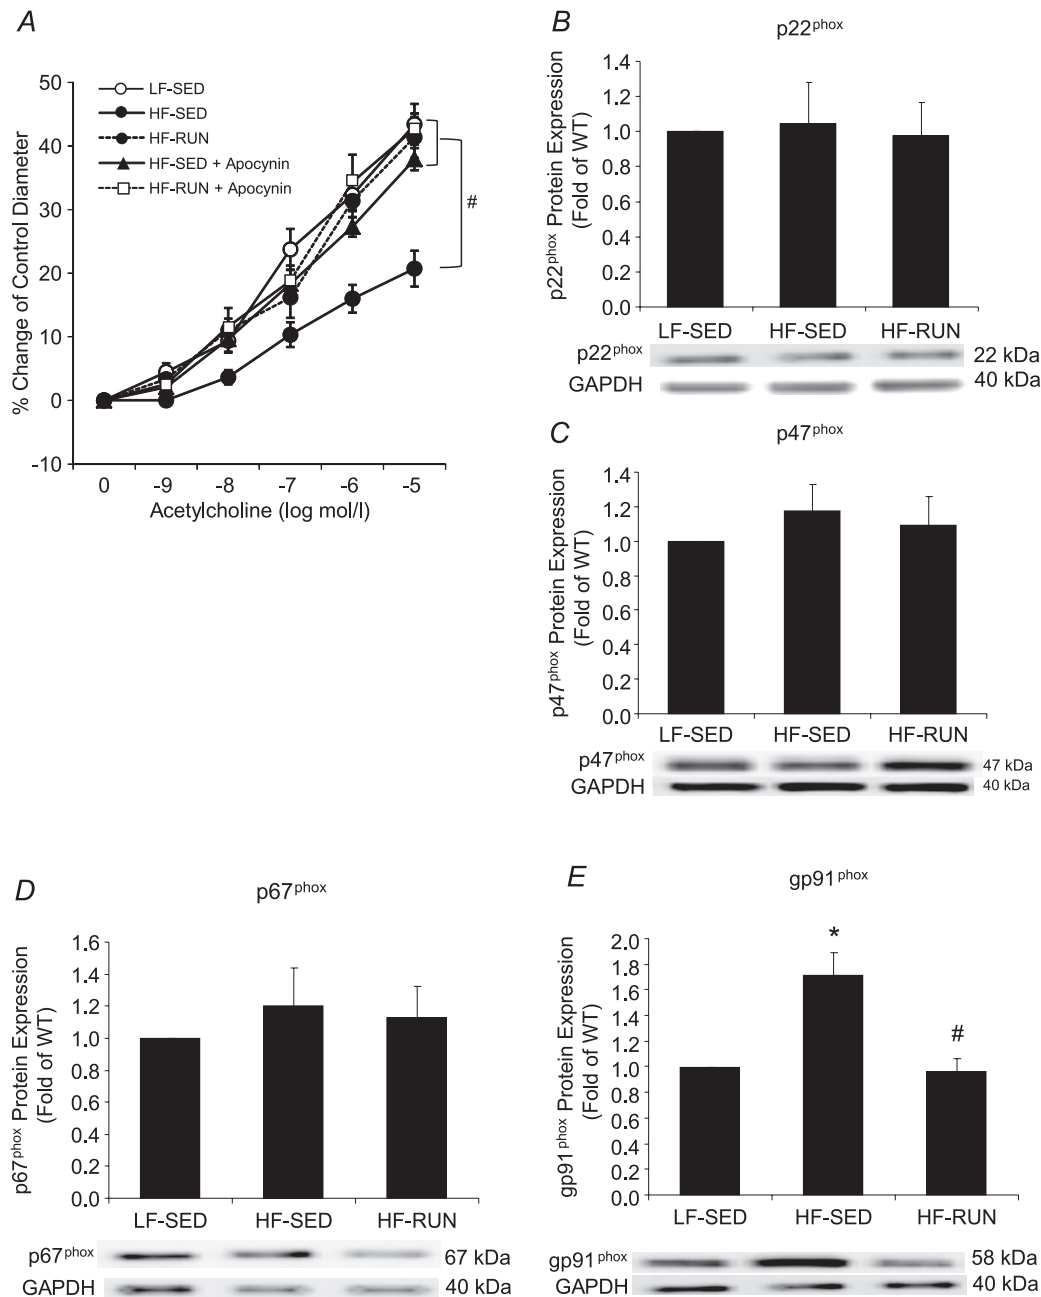 A
50
40
30
20
10
0
-10
% Change of Control Diameter
LF-SED
HF-SED
HF-RUN
HF-SED + Apocynin
HF-RUN + Apocynin
#
0 -9 -8 -7 -6 -5
Acetylcholine (log mol/l)
B
p22phox
p22phox Protein Expression
(Fold of WT)
1.4
1.2
1.0
0.8
0.6
0.4
0.2
0.0
LF-SED HF-SED HF-RUN
p22phox 22 kDa
GAPDH 40 kDa
C
p47phox
p47phox Protein Expression
(Fold of WT)
1.4
1.2
1.0
0.8
0.6
0.4
0.2
0.0
LF-SED HF-SED HF-RUN
p47phox 47 kDa
GAPDH 40 kDa
D
p67phox
p67phox Protein Expression
(Fold of WT)
1.6
1.4
1.2
1.0
0.8
0.6
0.4
0.2
0.0
LF-SED HF-SED HF-RUN
p67phox 67 kDa
GAPDH 40 kDa
E
gp91phox
gp91phox Protein Expression
(Fold of WT)
2.0
1.8
1.6
1.4
1.2
1.0
0.8
0.6
0.4
0.2
0.0
*
#
LF-SED HF-SED HF-RUN
gp91phox 58 kDa
GAPDH 40 kDa